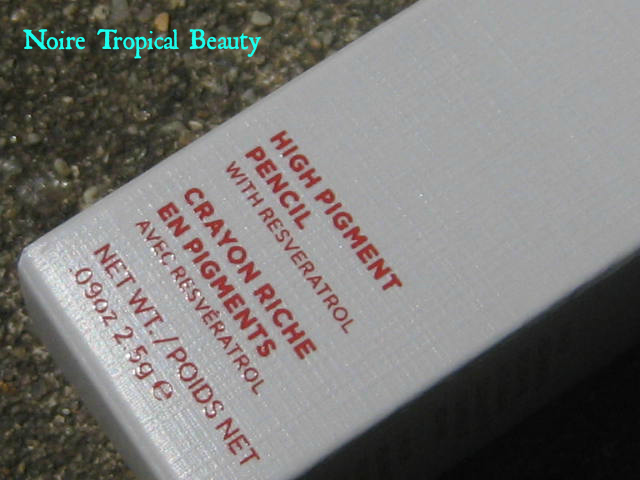 Noire Tropical Beauty
HIGH PIGMENT
PENCIL
WITH RESVERATROL
CRAYON RICHE
EN PIGMENTS
AVEC RESVÉRATROL
NET WT. / POIDS NET
.09oz 2.5g e